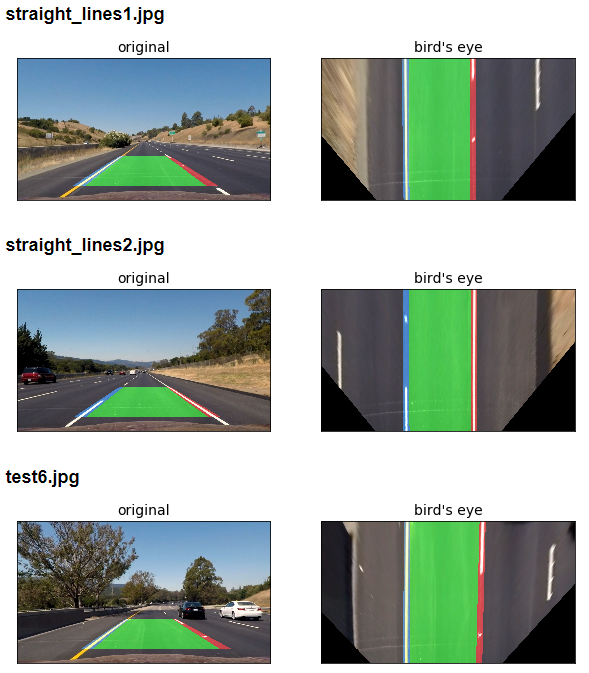 straight_lines1.jpg
original bird's eye
straight_lines2.jpg
original bird's eye
test6.jpg
original bird's eye